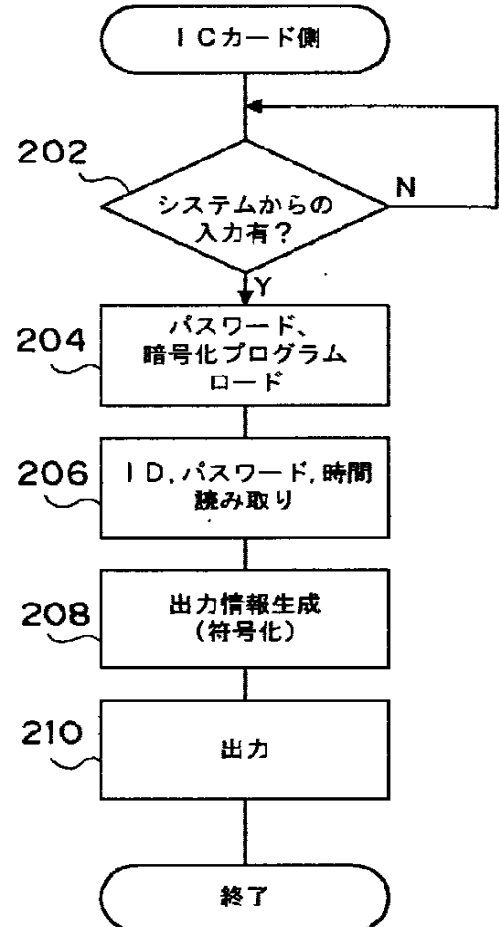 ICカード側
202
システムからの
入力有?
N
Y
204
パスワード、
暗号化プログラム
ロード
206
ID,パスワード,時間
読み取り
208
出力情報生成
(符号化)
210
出力
終了